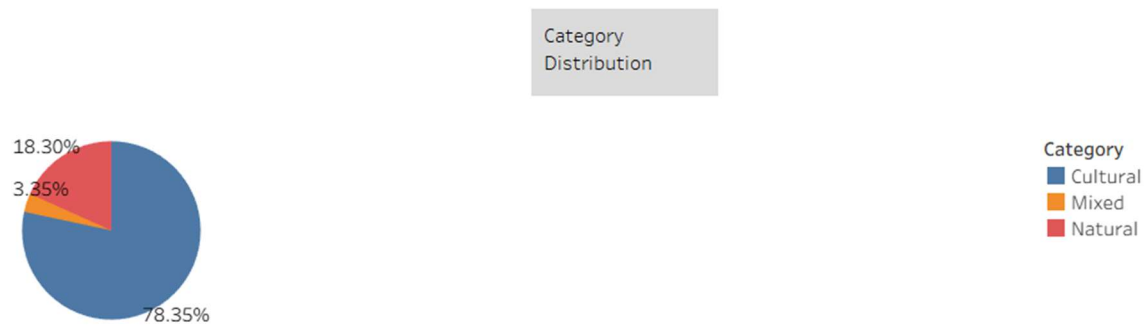 Category
Distribution
18.30%
3.35%
78.35%
Category
Cultural
Mixed
Natural